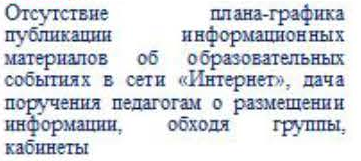 Отсутствие плана-графика
публикации информационных
материалов об образовательных
событиях в сети «Интернет», дача
поручения педагогам о размещении
информации, обходя группы,
кабинеты